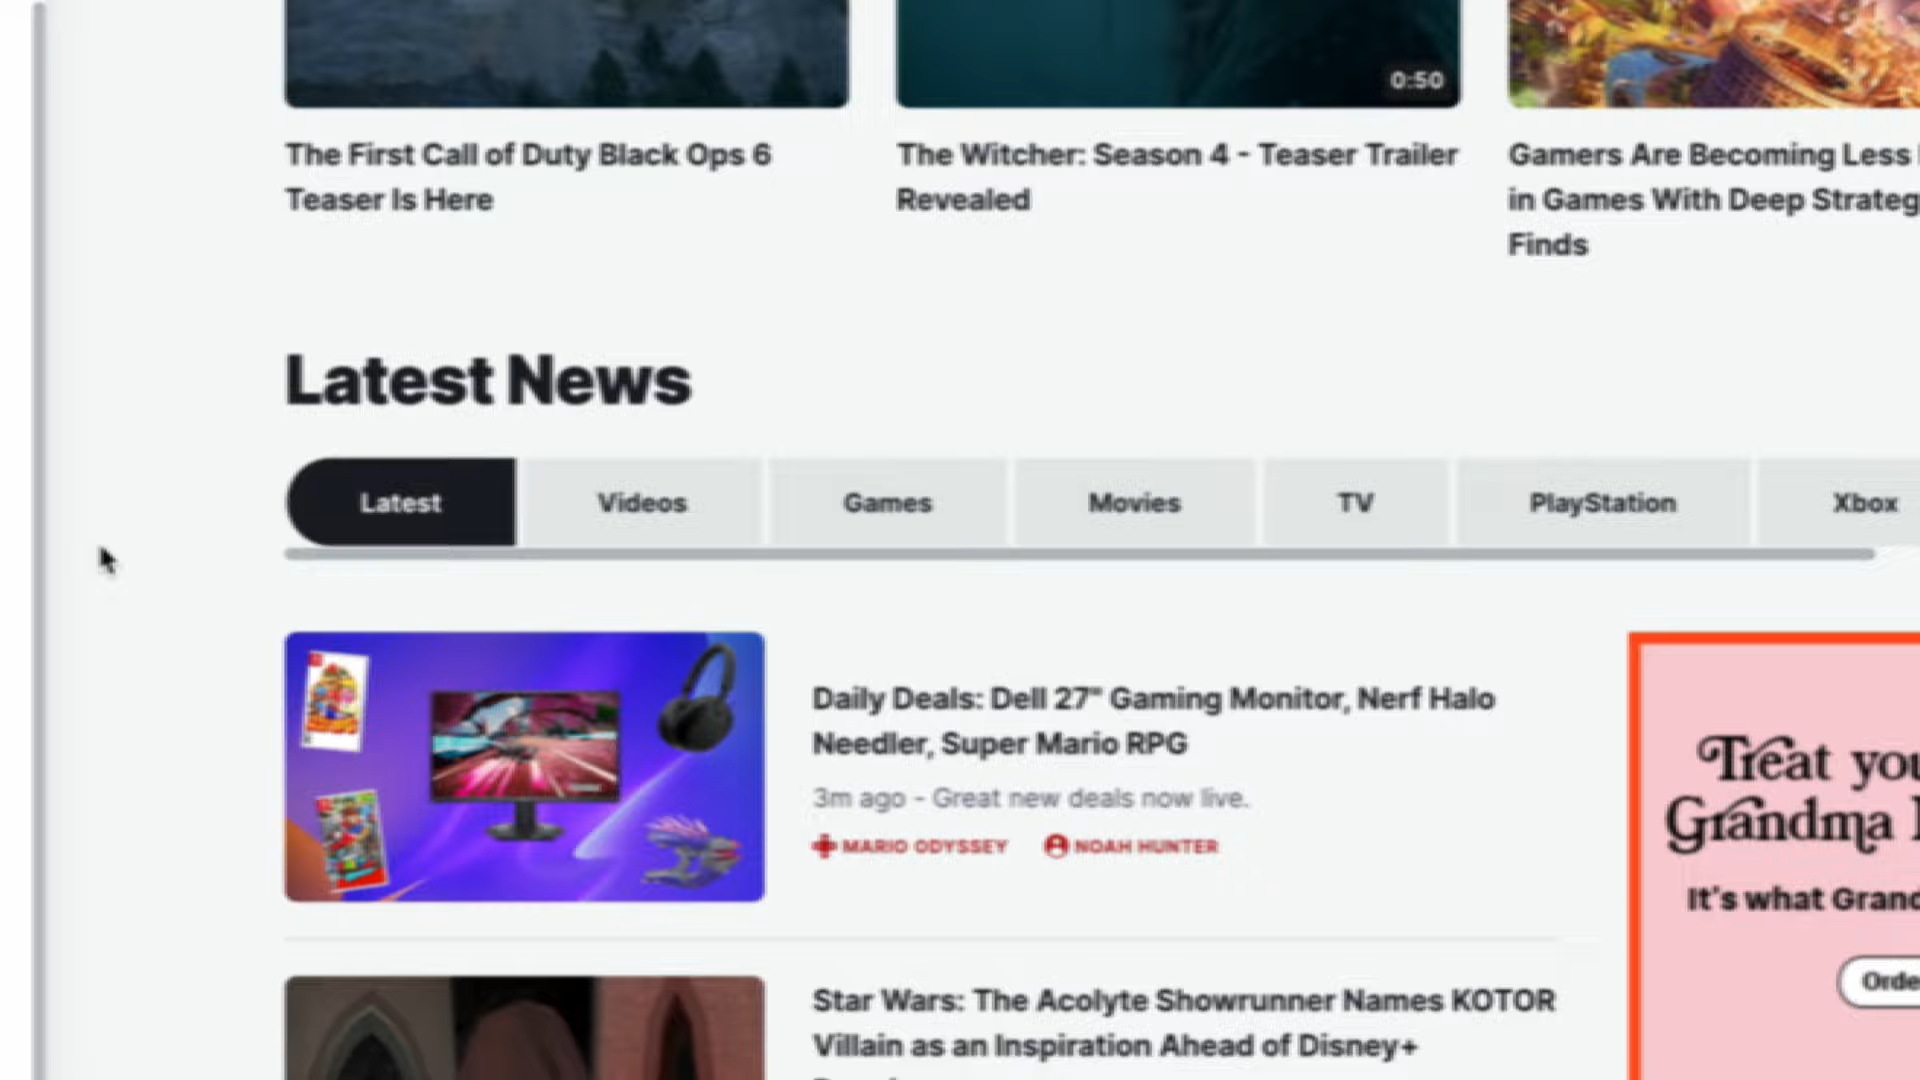 0:50
The First Call of Duty Black Ops 6
Teaser Is Here
The Witcher: Season 4 - Teaser Trailer
Revealed
Gamers Are Becoming Less
in Games With Deep Strateg
Finds
Latest News
Latest
Videos
Games
Movies
TV
PlayStation
Xbox
Daily Deals: Dell 27" Gaming Monitor, Nerf Halo
Needler, Super Mario RPG
3m ago - Great new deals now live.
MARIO ODYSSEY
NOAH HUNTER
Treat you
Grandma
It's what Grand
Orde
Star Wars: The Acolyte Showrunner Names KOTOR
Villain as an Inspiration Ahead of Disney+